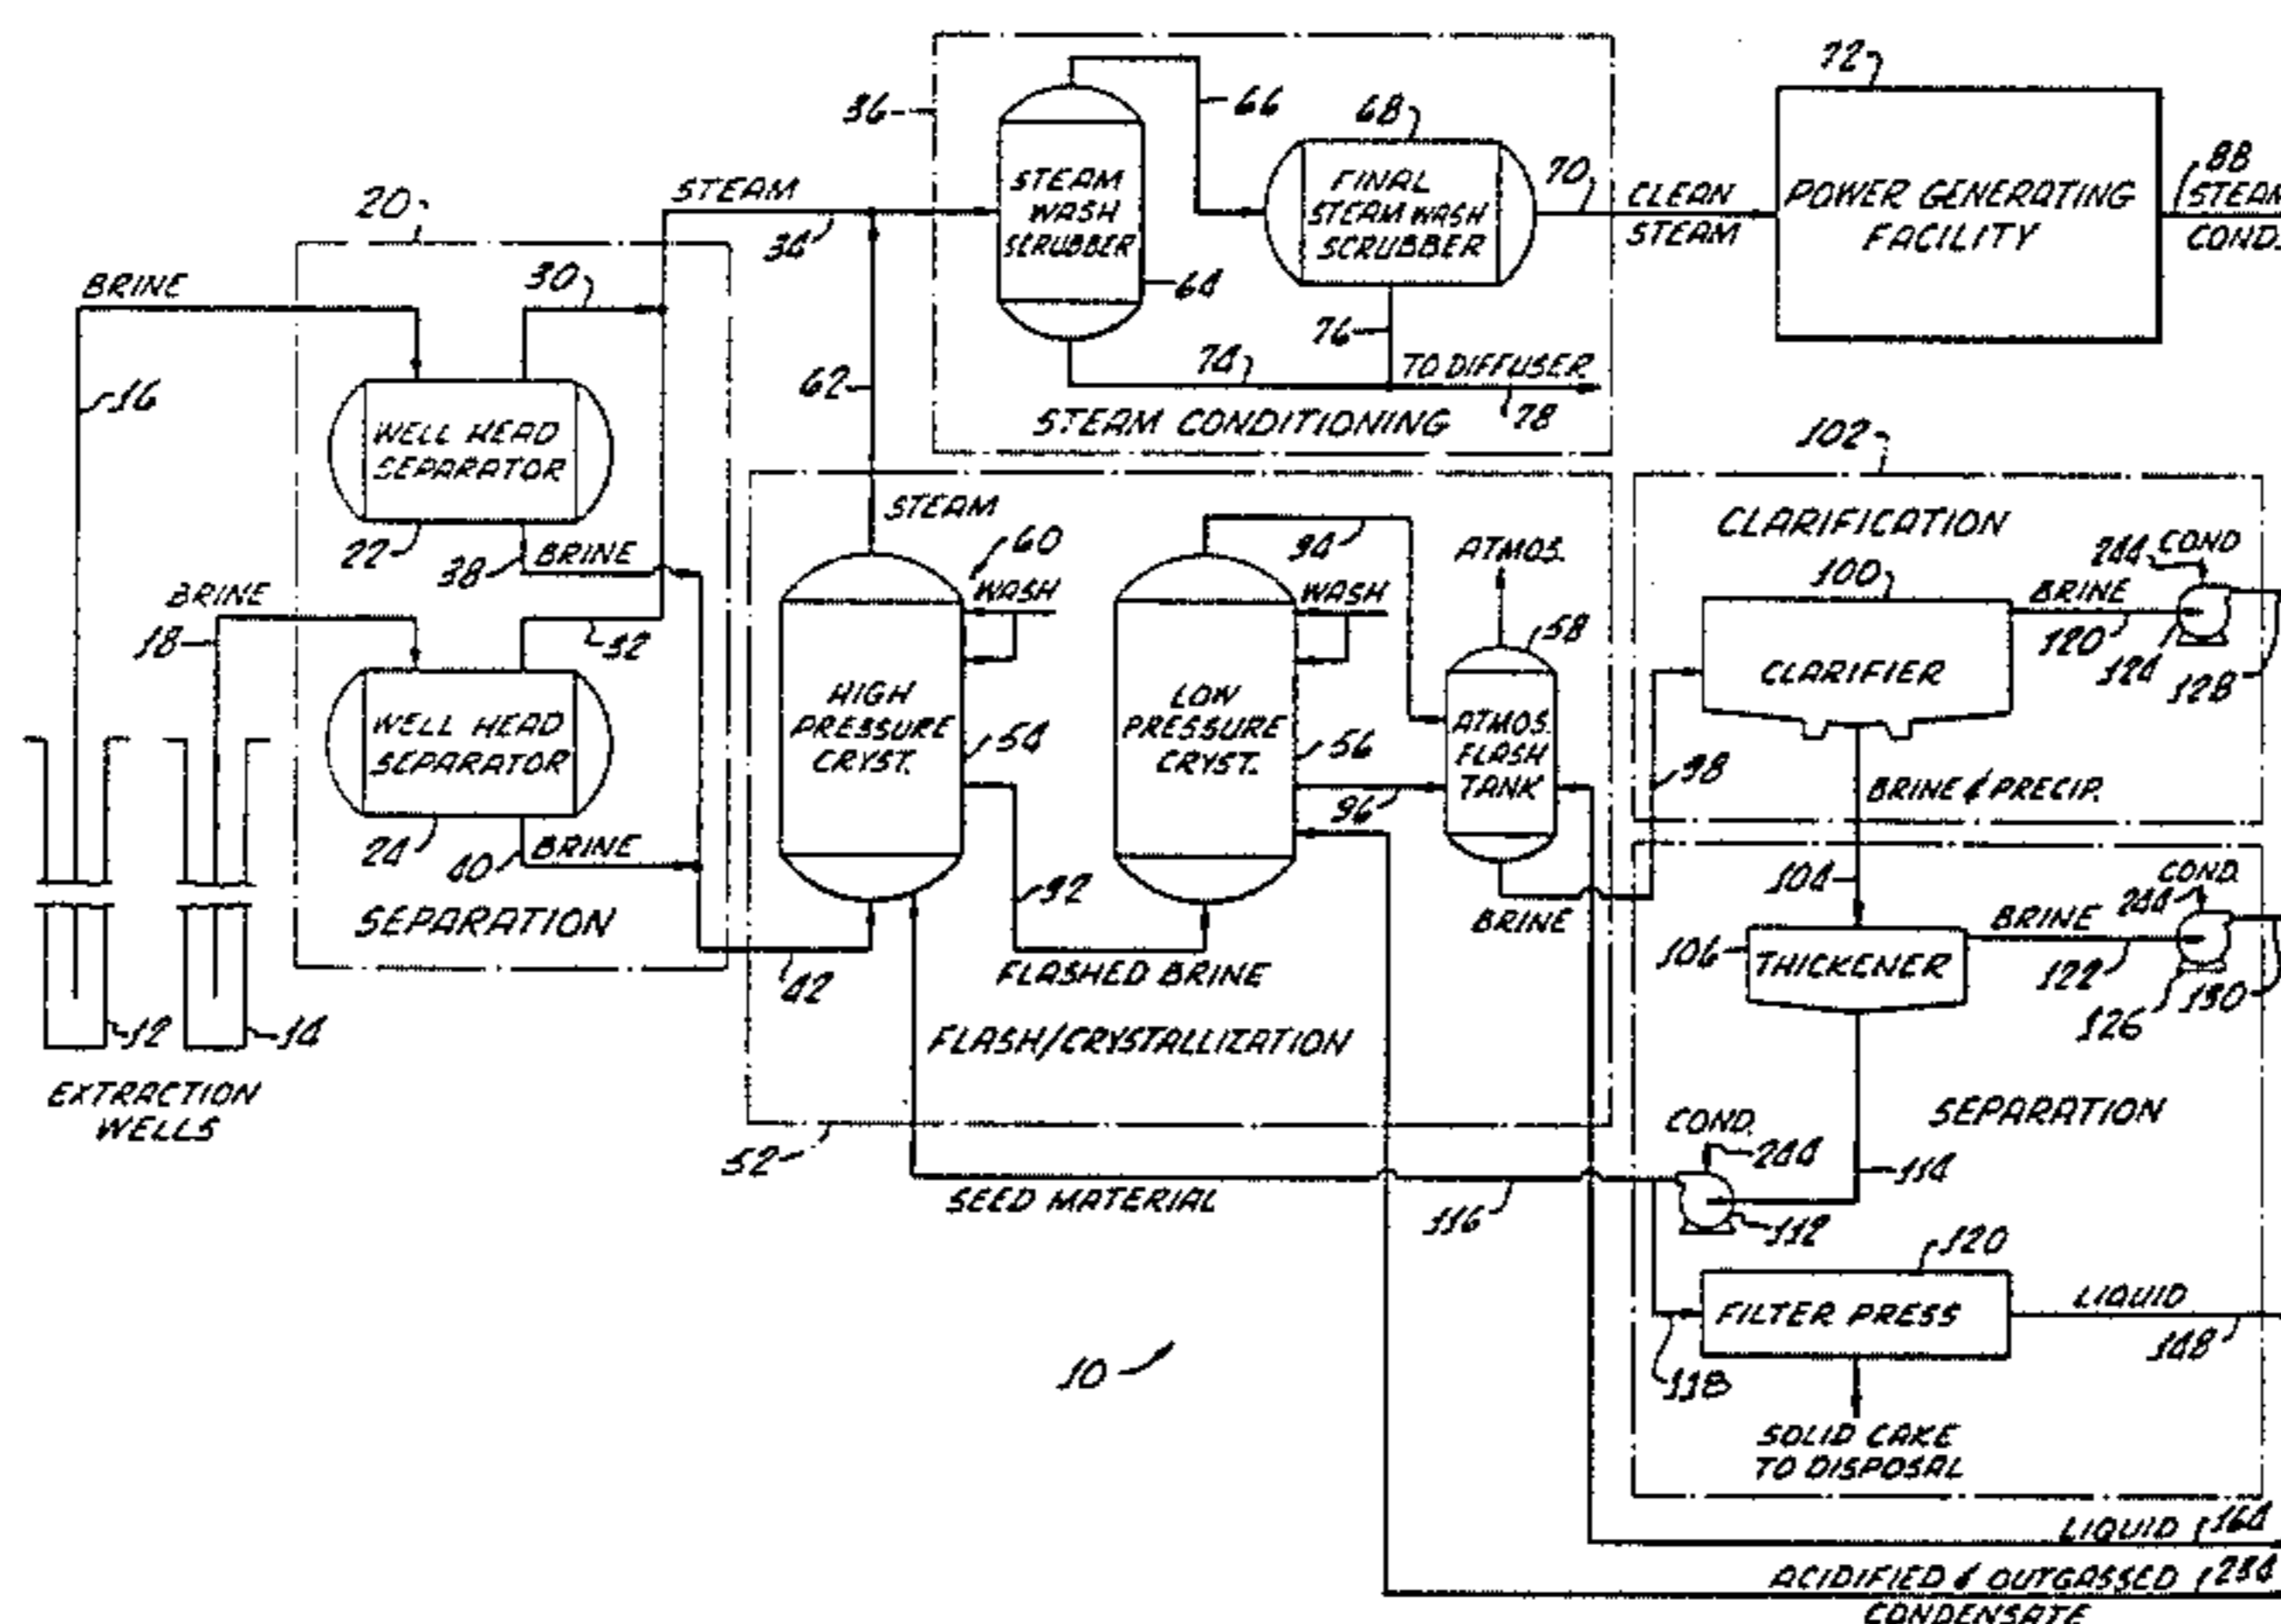 72
36
66
68
88
STEAM
COND.
STEAM
WASH
SCRUBBER
FINAL
STEAM WASH
SCRUBBER
70
CLEAN
STEAM
POWER GENERATING
FACILITY
20
STEAM
34
64
BRINE
30
76
74
TO DIFFUSER
78
STEAM CONDITIONING
62
16
WELL HEAD
SEPARATOR
22
38
BRINE
102
CLARIFICATION
STEAM
60
WASH
94
WASH
ATMOS.
58
100
244
COND
BRINE
120
124
128
CLARIFIER
BRINE
18
32
WELL HEAD
SEPARATOR
24
40
BRINE
SEPARATION
HIGH
PRESSURE
CRYST.
54
LOW
PRESSURE
CRYST.
56
ATMOS.
FLASH
TANK
96
98
BRINE & PRECIP.
104
92
BRINE
COND.
244
BRINE
106
THICKENER
122
126
130
42
FLASHED BRINE
12
14
EXTRACTION
WELLS
FLASH/CRYSTALLIZATION
SEPARATION
52
COND.
244
114
SEED MATERIAL
116
112
120
FILTER PRESS
LIQUID
148
118
10
SOLID CAKE
TO DISPOSAL
LIQUID
164
ACIDIFIED & OUTGASSED
284
CONDENSATE